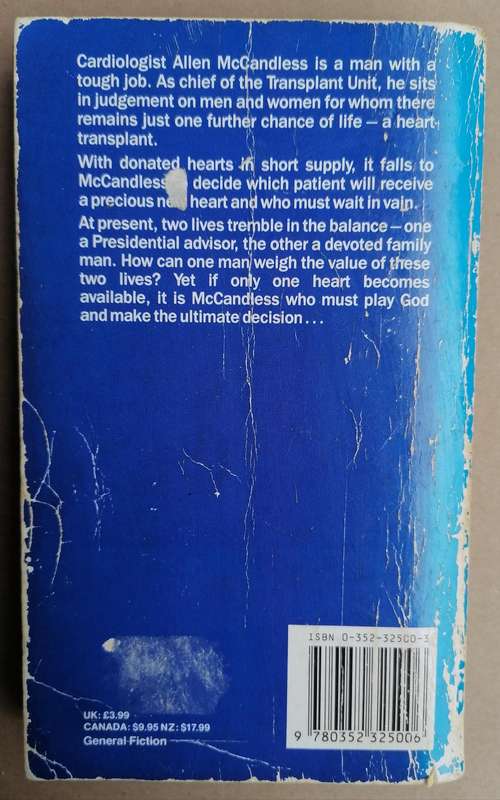 Cardiologist Allen McCandless is a man with a
tough job. As chief of the Transplant Unit, he sits
in judgement on men and women for whom there
remains just one further chance of life – a heart
transplant.
With donated hearts in short supply, it falls to
McCandless decide which patient will receive
a precious heart and who must wait in vain.
At present, two lives tremble in the balance – one
a Presidential advisor, the other a devoted family
man. How can one man weigh the value of these
two lives? Yet if only one heart becomes
available, it is McCandless who must play God
and make the ultimate decision...
ISBN 0-352-32500-3
9 780352 325006
UK: £3.99
CANADA: $9.95 NZ: $17.99
General Fiction